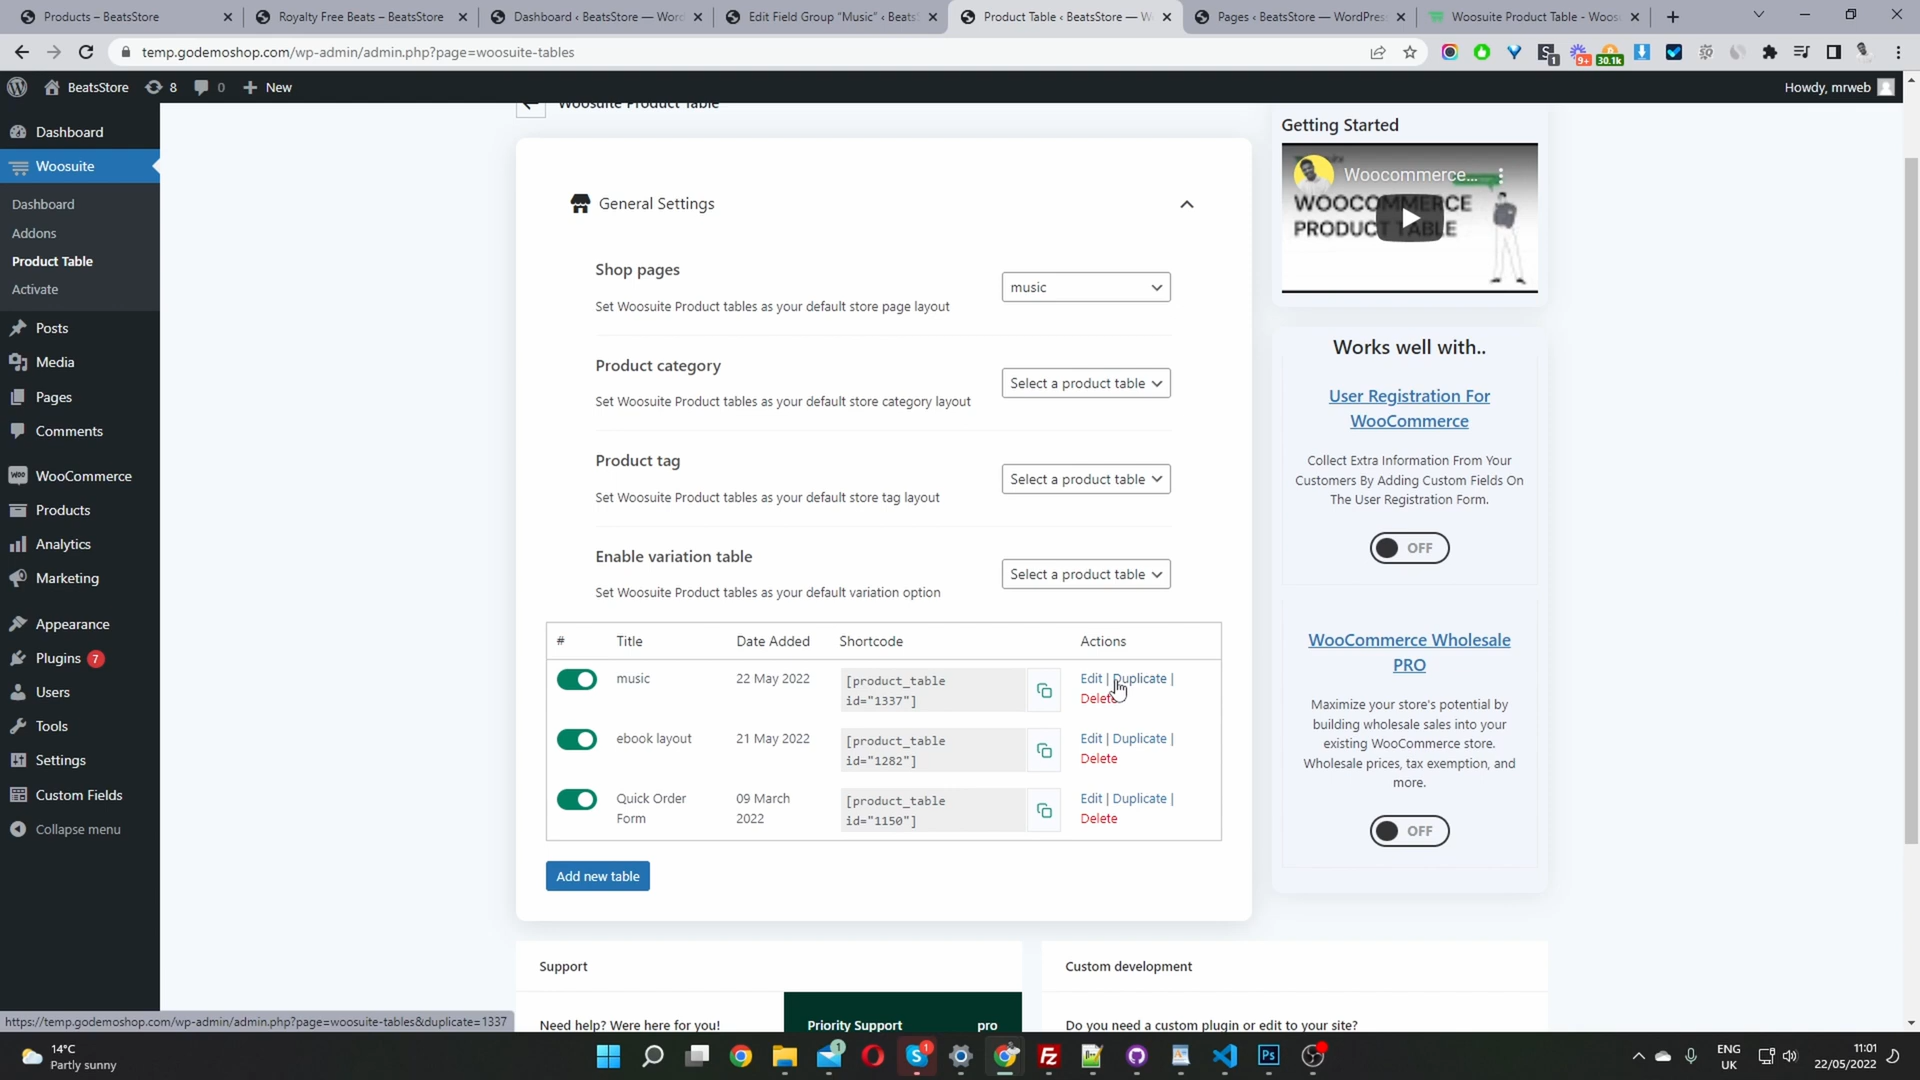 Products – BeatsStore
Royalty Free Beats – BeatsStore
Dashboard ‹ BeatsStore — Wor
Edit Field Group “Music” ‹ Beats
Product Table ‹ BeatsStore — W
Pages ‹ BeatsStore — WordPres
Woosuite Product Table - Woos
temp.godemoshop.com/wp-admin/admin.php?page=woosuite-tables
1
9+
30.1k
BeatsStore
8
0
New
Howdy, mrweb
Dashboard
Woosuite
Dashboard
Addons
Product Table
Activate
Posts
Media
Pages
Comments
WooCommerce
Products
Analytics
Marketing
Appearance
Plugins 7
Users
Tools
Settings
Custom Fields
Collapse menu
Woosuite Product Table
General Settings
Shop pages
Set Woosuite Product tables as your default store page layout
music
Product category
Set Woosuite Product tables as your default store category layout
Select a product table
Product tag
Set Woosuite Product tables as your default store tag layout
Select a product table
Enable variation table
Set Woosuite Product tables as your default variation option
Select a product table
# Title Date Added Shortcode Actions
music 22 May 2022 [product_table id="1337"] Edit | Duplicate | Delete
ebook layout 21 May 2022 [product_table id="1282"] Edit | Duplicate | Delete
Quick Order Form 09 March 2022 [product_table id="1150"] Edit | Duplicate | Delete
Add new table
Getting Started
Woocommerce...
WOOCOMMERCE
PRODUCT TABLE
Works well with..
User Registration For
WooCommerce
Collect Extra Information From Your
Customers By Adding Custom Fields On
The User Registration Form.
OFF
WooCommerce Wholesale
PRO
Maximize your store's potential by
building wholesale sales into your
existing WooCommerce store.
Wholesale prices, tax exemption, and
more.
OFF
Support
Need help? Were here for you!
Priority Support pro
Custom development
Do you need a custom plugin or edit to your site?
https://temp.godemoshop.com/wp-admin/admin.php?page=woosuite-tables&duplicate=1337
14°C
Partly sunny
1
1
ENG
UK
11:01
22/05/2022